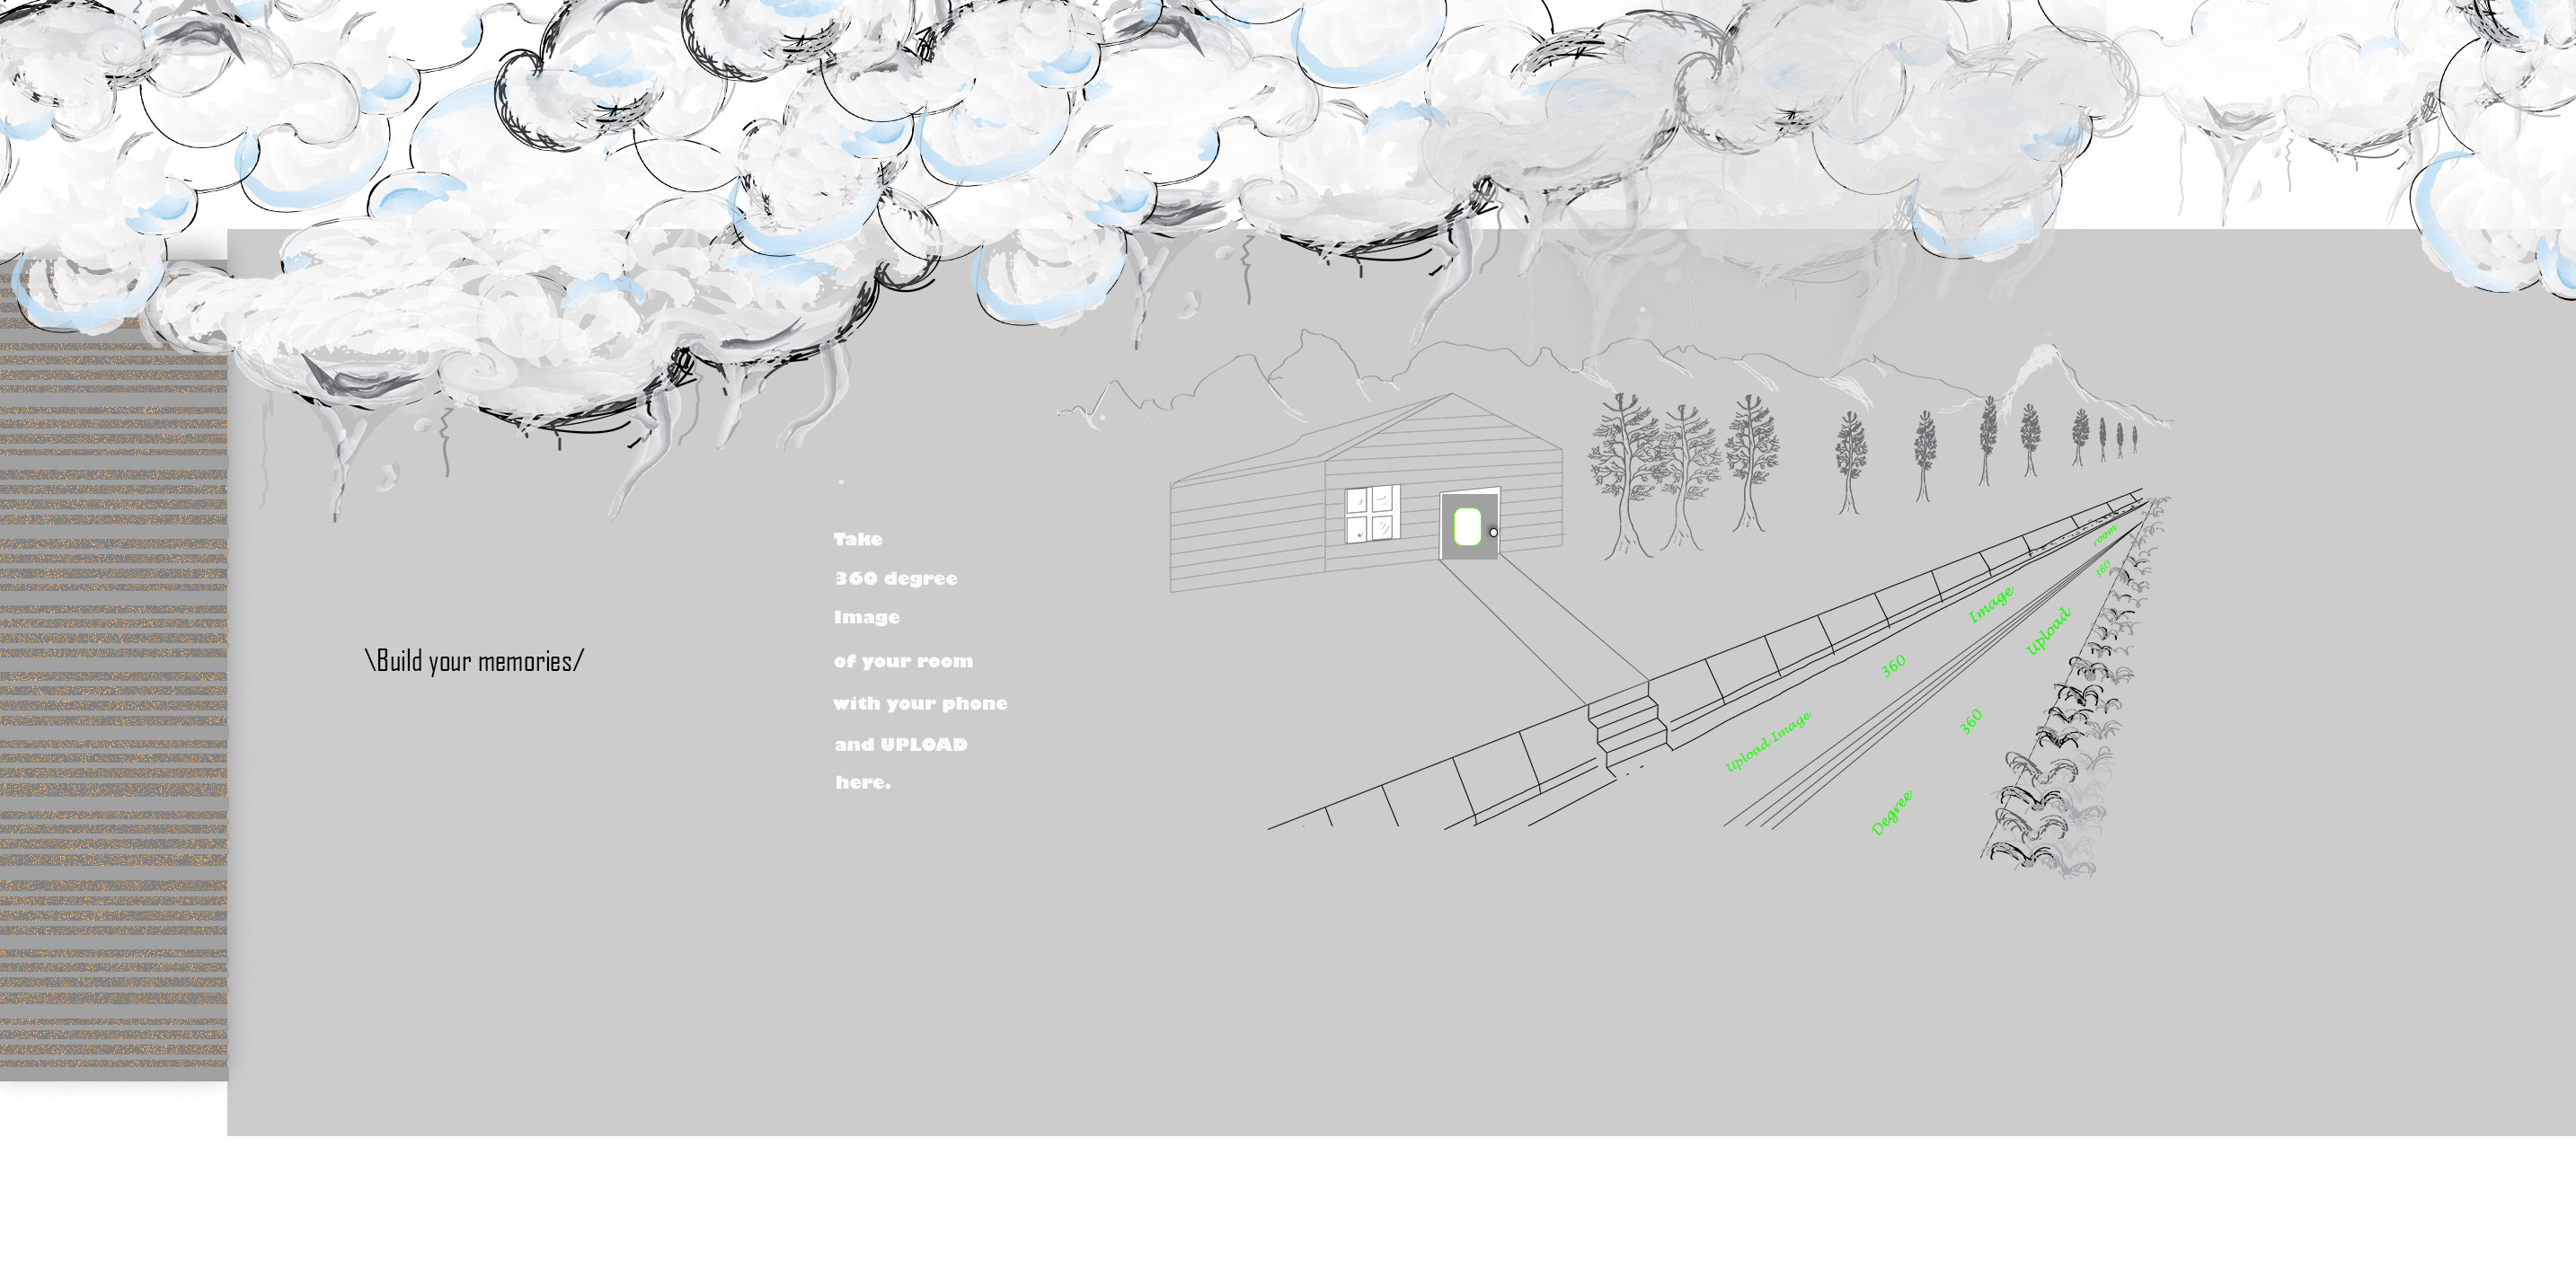 \Build your memories/
Take
360 degree
Image
of your room
with your phone
and UPLOAD
here.
room
360
Image
Upload
360
360
Upload Image
Degree